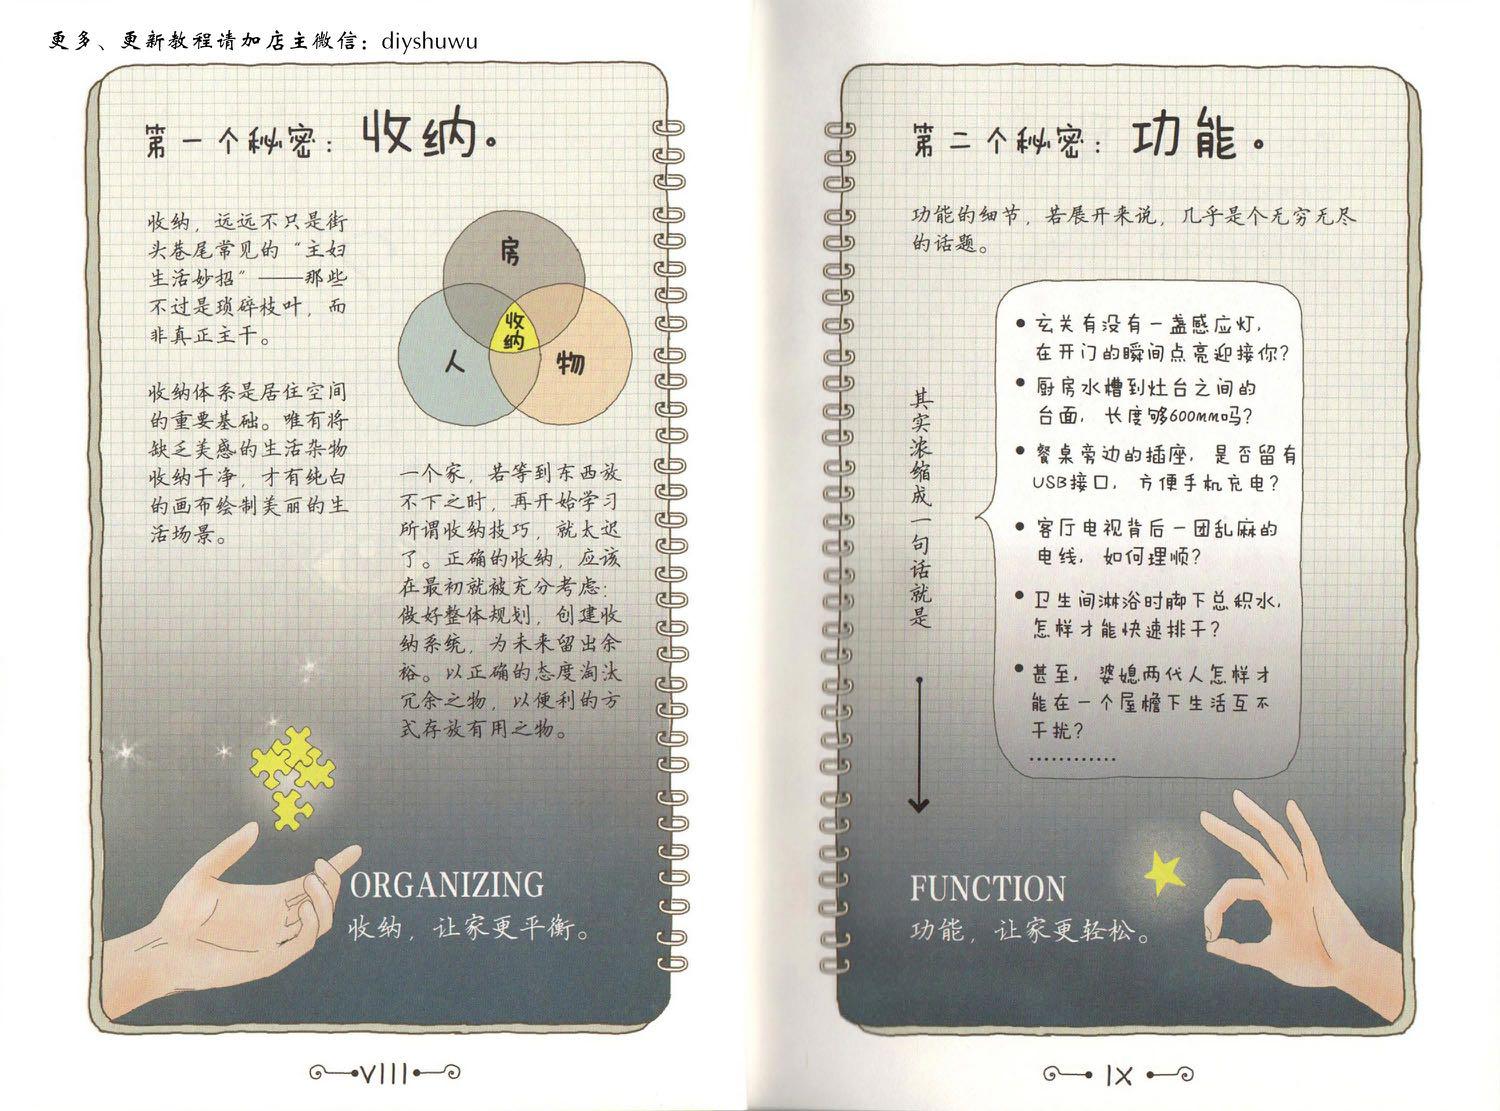 更多、更新教程请加店主微信：diyshuwu
第一个秘密：收纳。
收纳，远远不只是街
头巷尾常见的“主妇
生活妙招”——那些
不过是琐碎枝叶，而
非真正主干。
收纳体系是居住空间
的重要基础。唯有将
缺乏美感的生活杂物
收纳干净，才有纯白
的画布绘制美丽的生
活场景。
房
收
纳
人
物
一个家，若等到东西放
不下之时，再开始学习
所谓收纳技巧，就太迟
了。正确的收纳，应该
在最初就被充分考虑：
做好整体规划，创建收
纳系统，为未来留出余
裕。以正确的态度淘汰
冗余之物，以便利的方
式存放有用之物。
ORGANIZING
收纳，让家更平衡。
VIII
第二个秘密：功能。
功能的细节，若展开来说，几乎是个无穷无尽
的话题。
• 玄关有没有一盏感应灯，
在开门的瞬间点亮迎接你？
• 厨房水槽到灶台之间的
台面，长度够600mm吗？
• 餐桌旁边的插座，是否留有
USB接口，方便手机充电？
• 客厅电视背后一团乱麻的
电线，如何理顺？
• 卫生间淋浴时脚下总积水，
怎样才能快速排干？
• 甚至，婆媳两代人怎样才
能在一个屋檐下生活互不
干扰？
…………
其实浓缩成一句话就是
FUNCTION
功能，让家更轻松。
IX